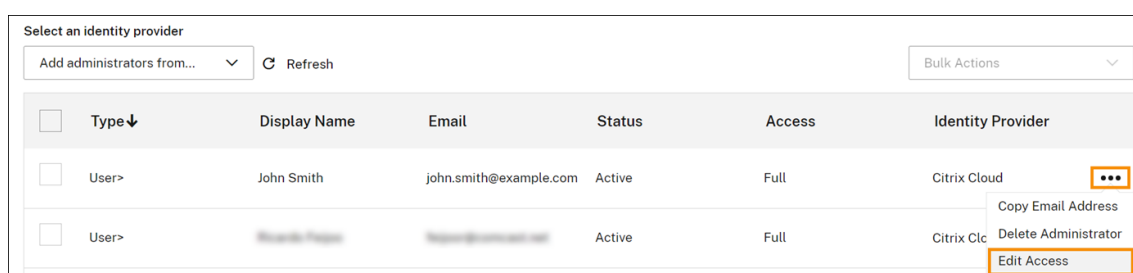 Select an identity provider
Add administrators from... Refresh Bulk Actions
Type↓ Display Name Email Status Access Identity Provider
User> John Smith john.smith@example.com Active Full Citrix Cloud •••
Copy Email Address
User> Active Full Citrix Clo Delete Administrator
Edit Access